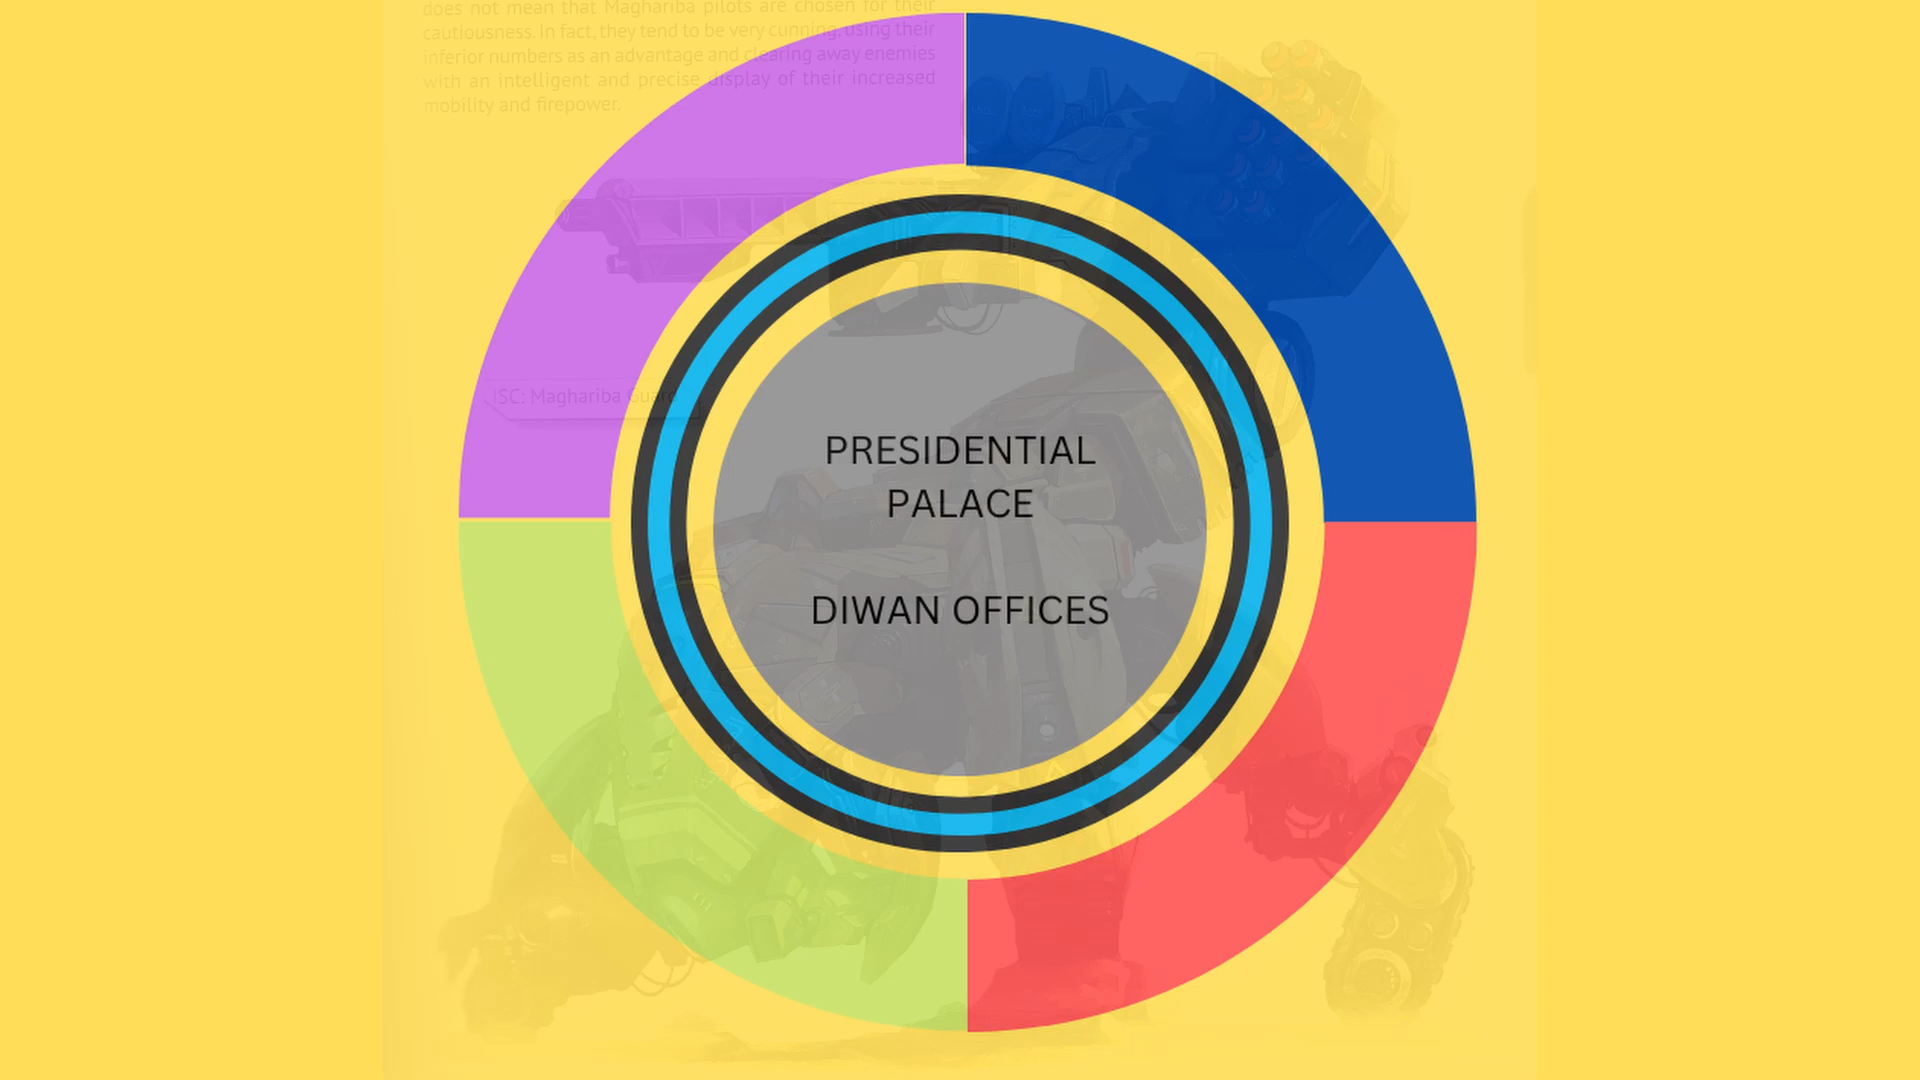 does not mean that Maghariba pilots are chosen for their
cautiousness. In fact, they tend to be very cunning, using their
inferior numbers as an advantage and clearing away enemies
with an intelligent and precise display of their increased
mobility and firepower.
ISC: Maghariba Guard
PRESIDENTIAL
PALACE
DIWAN OFFICES